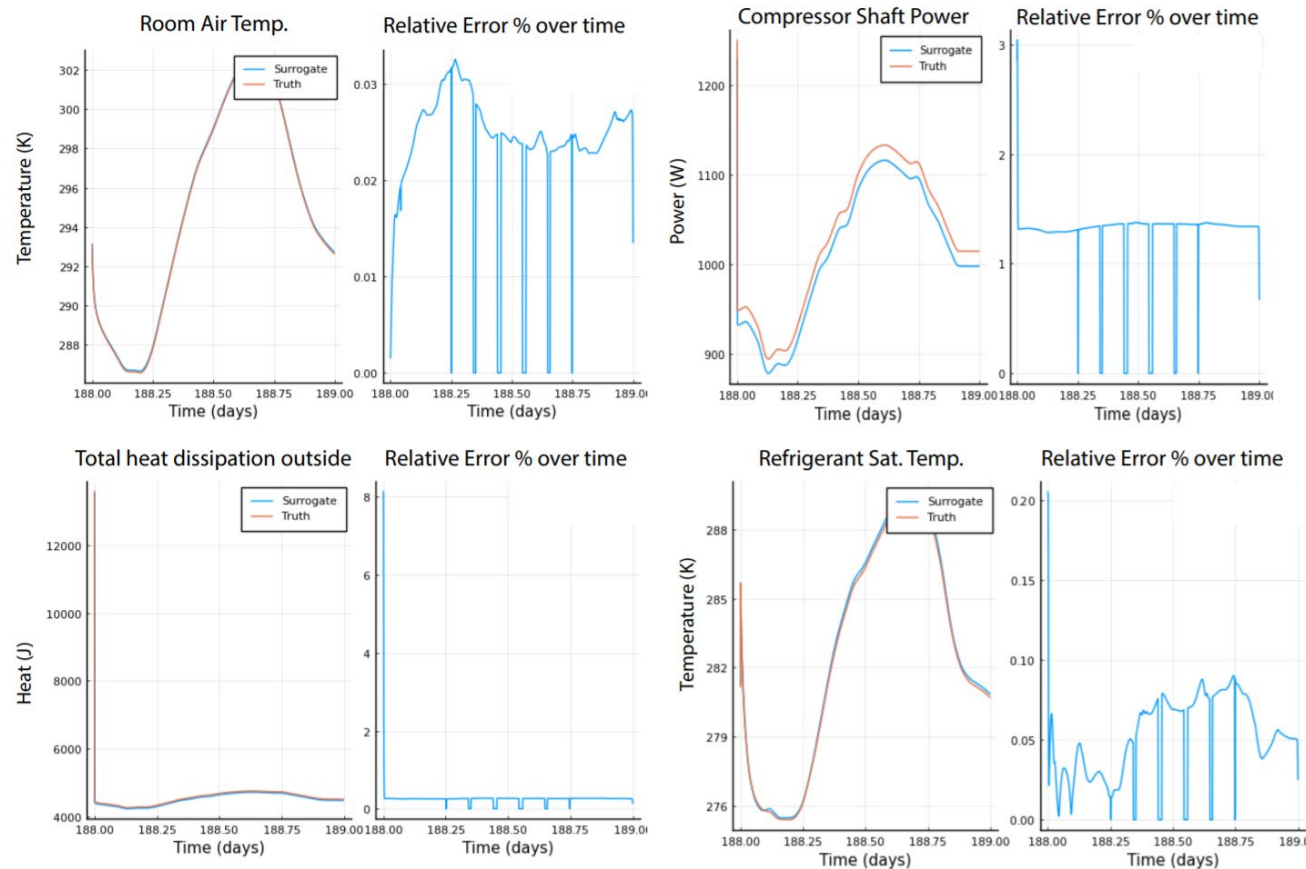 Room Air Temp.
Relative Error % over time
Compressor Shaft Power
Relative Error % over time
302
300
298
296
294
292
290
288
Temperature (K)
Surrogate
Truth
188.00
188.25
188.50
188.75
189.00
Time (days)
0.03
0.02
0.01
0.00
188.00
188.25
188.50
188.75
189.0
Time (days)
1200
1100
1000
900
Power (W)
Surrogate
Truth
188.00
188.25
188.50
188.75
189.00
Time (days)
3
2
1
0
188.00
188.25
188.50
188.75
189.0
Time (days)
Total heat dissipation outside
Relative Error % over time
Refrigerant Sat. Temp.
Relative Error % over time
12000
10000
8000
6000
4000
Heat (J)
Surrogate
Truth
188.00
188.25
188.50
188.75
189.00
Time (days)
8
6
4
2
0
188.00
188.25
188.50
188.75
189.0
Time (days)
288
285
282
279
276
Temperature (K)
Surrogate
Truth
188.00
188.25
188.50
188.75
189.00
Time (days)
0.20
0.15
0.10
0.05
0.00
188.00
188.25
188.50
188.75
189.0
Time (days)